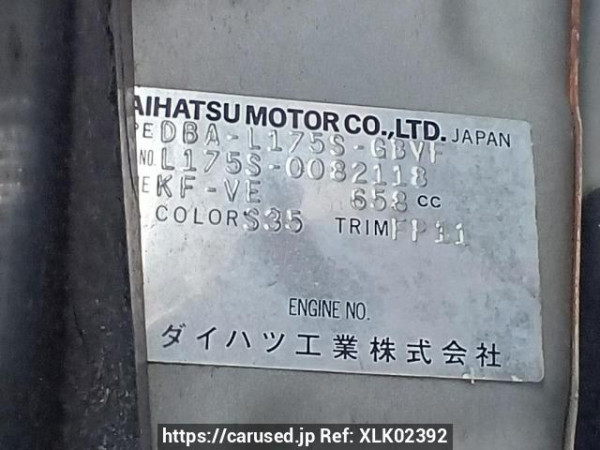 AIHATSU MOTOR CO.,LTD. JAPAN
PE DBA-L175S-GBVF
NO. L175S-0082118
E KF-VE 658 CC
COLOR S35 TRIM FP11
ENGINE NO.
ダイハツ工業株式会社
https://carused.jp Ref: XLK02392